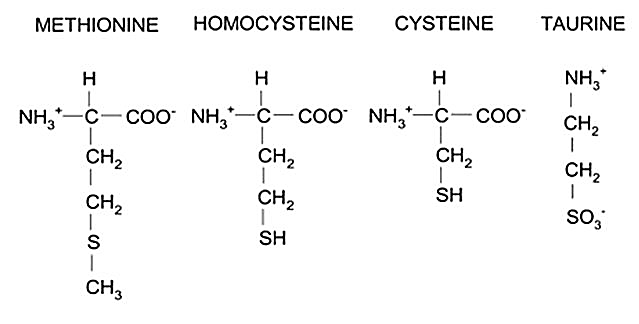 METHIONINE HOMOCYSTEINE CYSTEINE TAURINE
H H H NH₃⁺
NH₃⁺—C—COO⁻ NH₃⁺—C—COO⁻ NH₃⁺—C—COO⁻ CH₂
CH₂ CH₂ CH₂ CH₂
CH₂ CH₂ SH SO₃⁻
S SH
CH₃